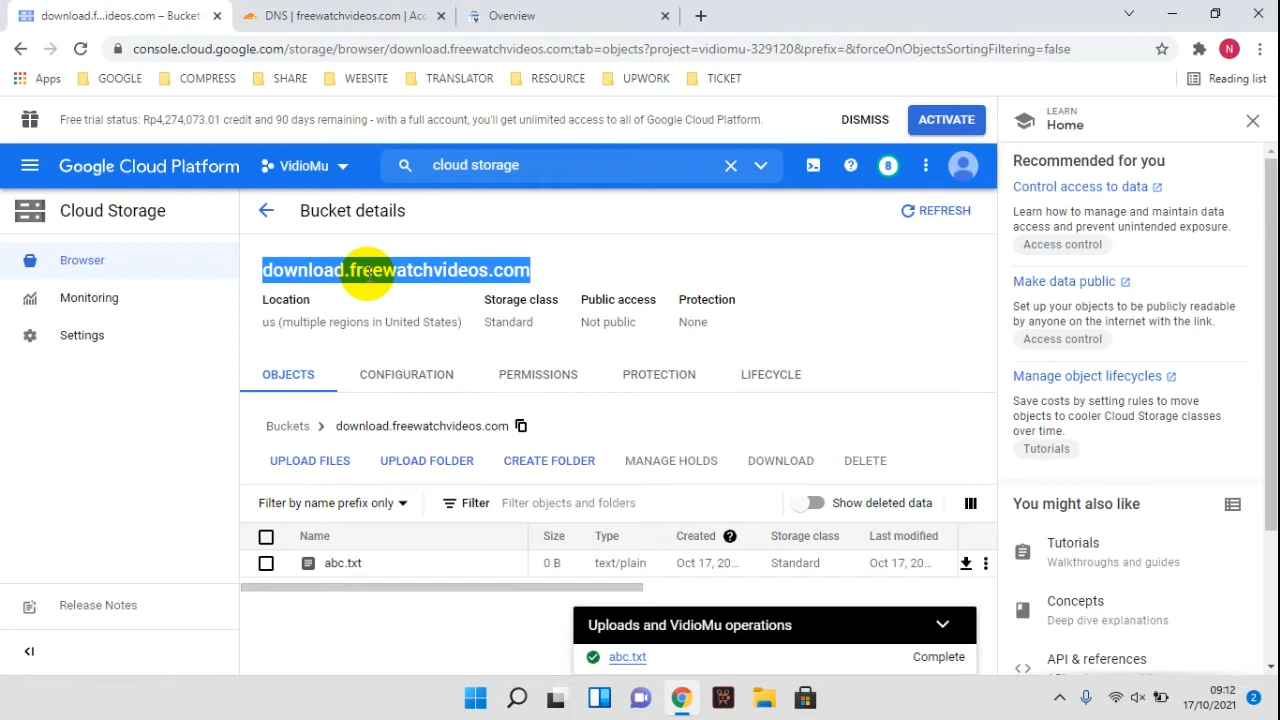 download.f...ideos.com – Bucket
DNS | freewatchvideos.com | Acc
Overview
console.cloud.google.com/storage/browser/download.freewatchvideos.com;tab=objects?project=vidiomu-329120&prefix=&forceOnObjectsSortingFiltering=false
N
Apps GOOGLE COMPRESS SHARE WEBSITE TRANSLATOR RESOURCE UPWORK TICKET Reading list
Free trial status: Rp4,274,073.01 credit and 90 days remaining - with a full account, you'll get unlimited access to all of Google Cloud Platform.
DISMISS
ACTIVATE
LEARN
Home
Google Cloud Platform
VidioMu
cloud storage
8
Cloud Storage
Browser
Monitoring
Settings
Release Notes
Bucket details
REFRESH
download.freewatchvideos.com
Location Storage class Public access Protection
us (multiple regions in United States) Standard Not public None
OBJECTS CONFIGURATION PERMISSIONS PROTECTION LIFECYCLE
Buckets > download.freewatchvideos.com
UPLOAD FILES UPLOAD FOLDER CREATE FOLDER MANAGE HOLDS DOWNLOAD DELETE
Filter by name prefix only Filter Filter objects and folders Show deleted data
Name Size Type Created Storage class Last modified
abc.txt 0 B text/plain Oct 17, 20... Standard Oct 17, 20...
Uploads and VidioMu operations
abc.txt Complete
Recommended for you
Control access to data
Learn how to manage and maintain data
access and prevent unintended exposure.
Access control
Make data public
Set up your objects to be publicly readable
by anyone on the internet with the link.
Access control
Manage object lifecycles
Save costs by setting rules to move
objects to cooler Cloud Storage classes
over time.
Tutorials
You might also like
Tutorials
Walkthroughs and guides
Concepts
Deep dive explanations
API & references
09:12
17/10/2021
2